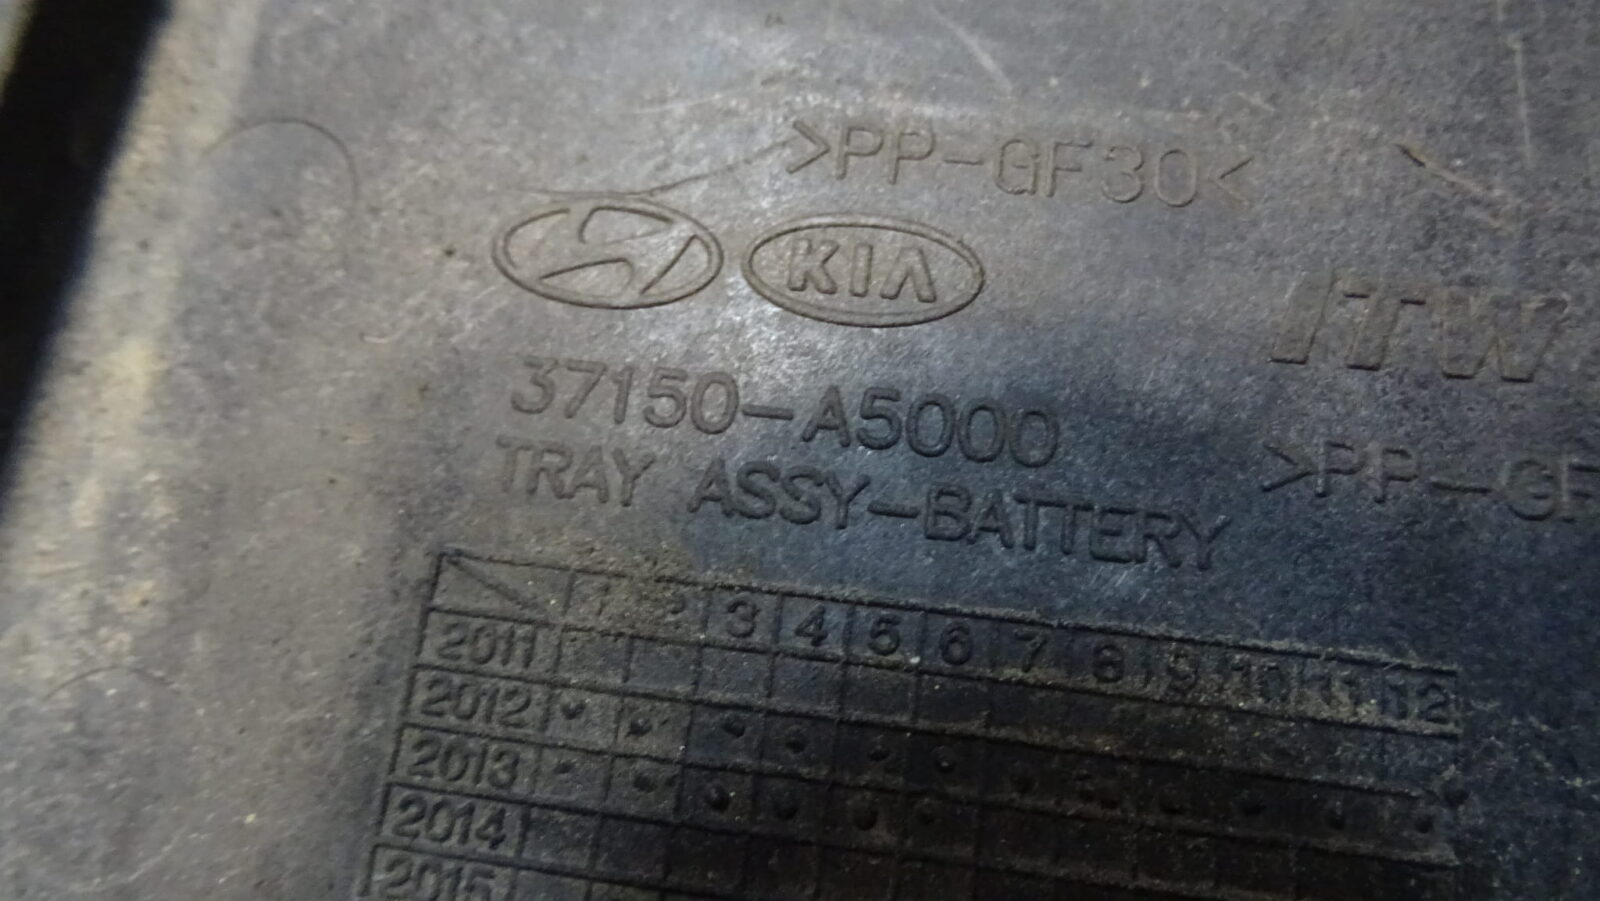 >PP-GF30<
KIA
ITW
37150-A5000
>PP-GF
TRAY ASSY-BATTERY
1 2 3 4 5 6 7 8 9 10 11 12
2011
2012
2013
2014
2015